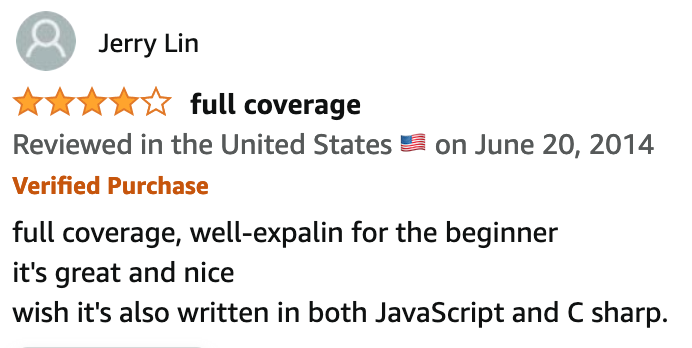 Jerry Lin
full coverage
Reviewed in the United States 🇺🇸 on June 20, 2014
Verified Purchase
full coverage, well-expalin for the beginner
it's great and nice
wish it's also written in both JavaScript and C sharp.